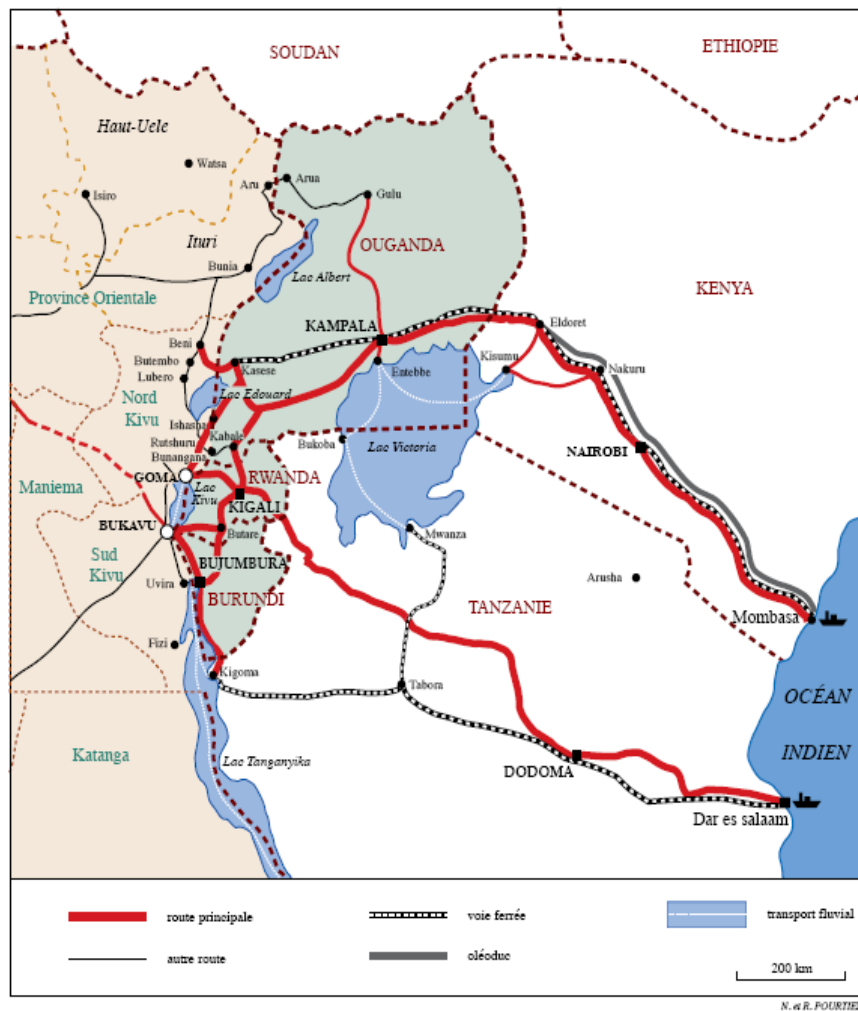 SOUDAN
ETHIOPIE
Haut-Uele
Watsa
Isiro
Aru
Arua
Gulu
Ituri
OUGANDA
Bunia
Lac Albert
Province Orientale
KENYA
KAMPALA
Eldoret
Beni
Butembo
Kasese
Entebbe
Kisumu
Nakuru
Lubero
Lac Edouard
Nord
Kivu
Ishasha
Rutshuru
Kabale
Bukoba
Lac Victoria
NAIROBI
Bunangana
GOMA
RWANDA
Maniema
Lac
Kivu
KIGALI
BUKAVU
Butare
Mwanza
Sud
Kivu
BUJUMBURA
Uvira
BURUNDI
Arusha
TANZANIE
Mombasa
Fizi
Kigoma
Tabora
OCÉAN
INDIEN
Katanga
Lac Tanganyika
DODOMA
Dar es salaam
route principale
voie ferrée
transport fluvial
autre route
oléoduc
200 km
N. et R. POURTIER